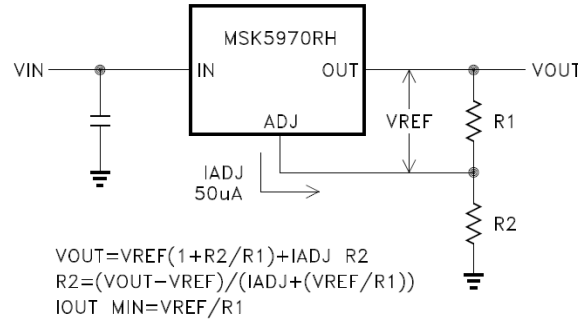 MSK5970RH
VIN
IN
OUT
VOUT
ADJ
VREF
R1
IADJ
50uA
R2
VOUT=VREF(1+R2/R1)+IADJ R2
R2=(VOUT-VREF)/(IADJ+(VREF/R1))
IOUT MIN=VREF/R1